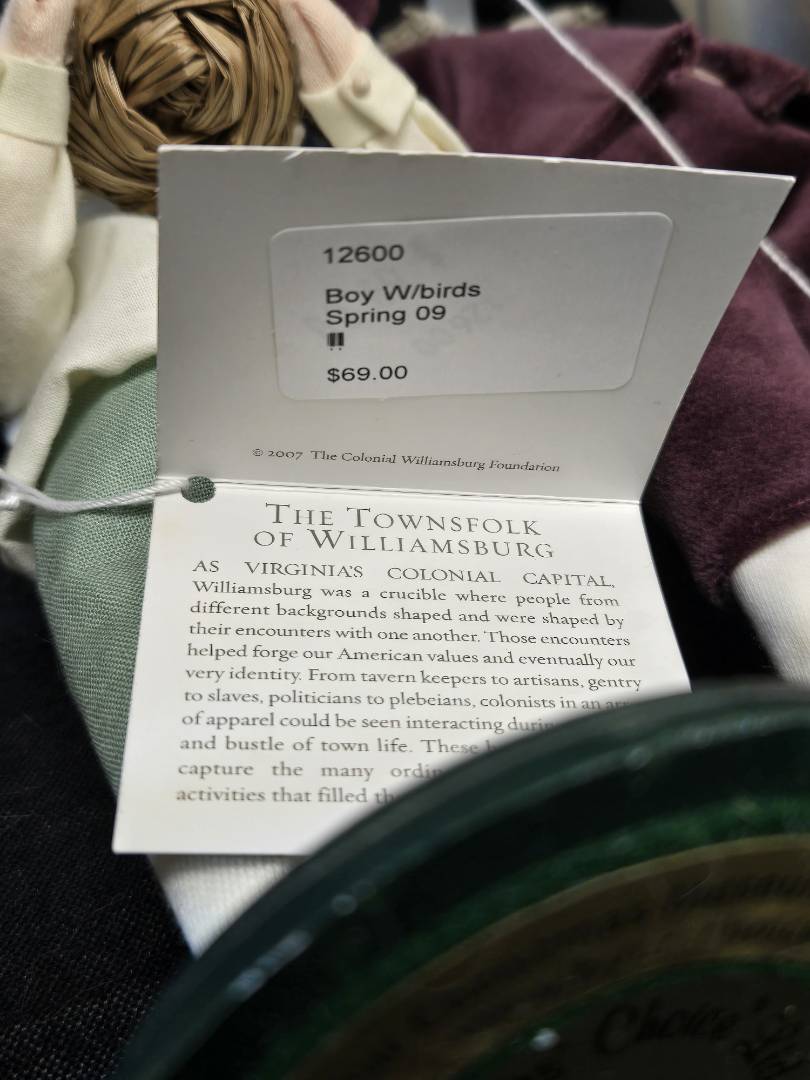 12600
Boy W/birds
Spring 09
$69.00
© 2007 The Colonial Williamsburg Foundation
THE TOWNSFOLK
OF WILLIAMSBURG
AS VIRGINIA'S COLONIAL CAPITAL,
Williamsburg was a crucible where people from
different backgrounds shaped and were shaped by
their encounters with one another. Those encounters
helped forge our American values and eventually our
very identity. From tavern keepers to artisans, gentry
to slaves, politicians to plebeians, colonists in an
of apparel could be seen interacting
and bustle of town life. These
capture the many
activities that filled
Choice